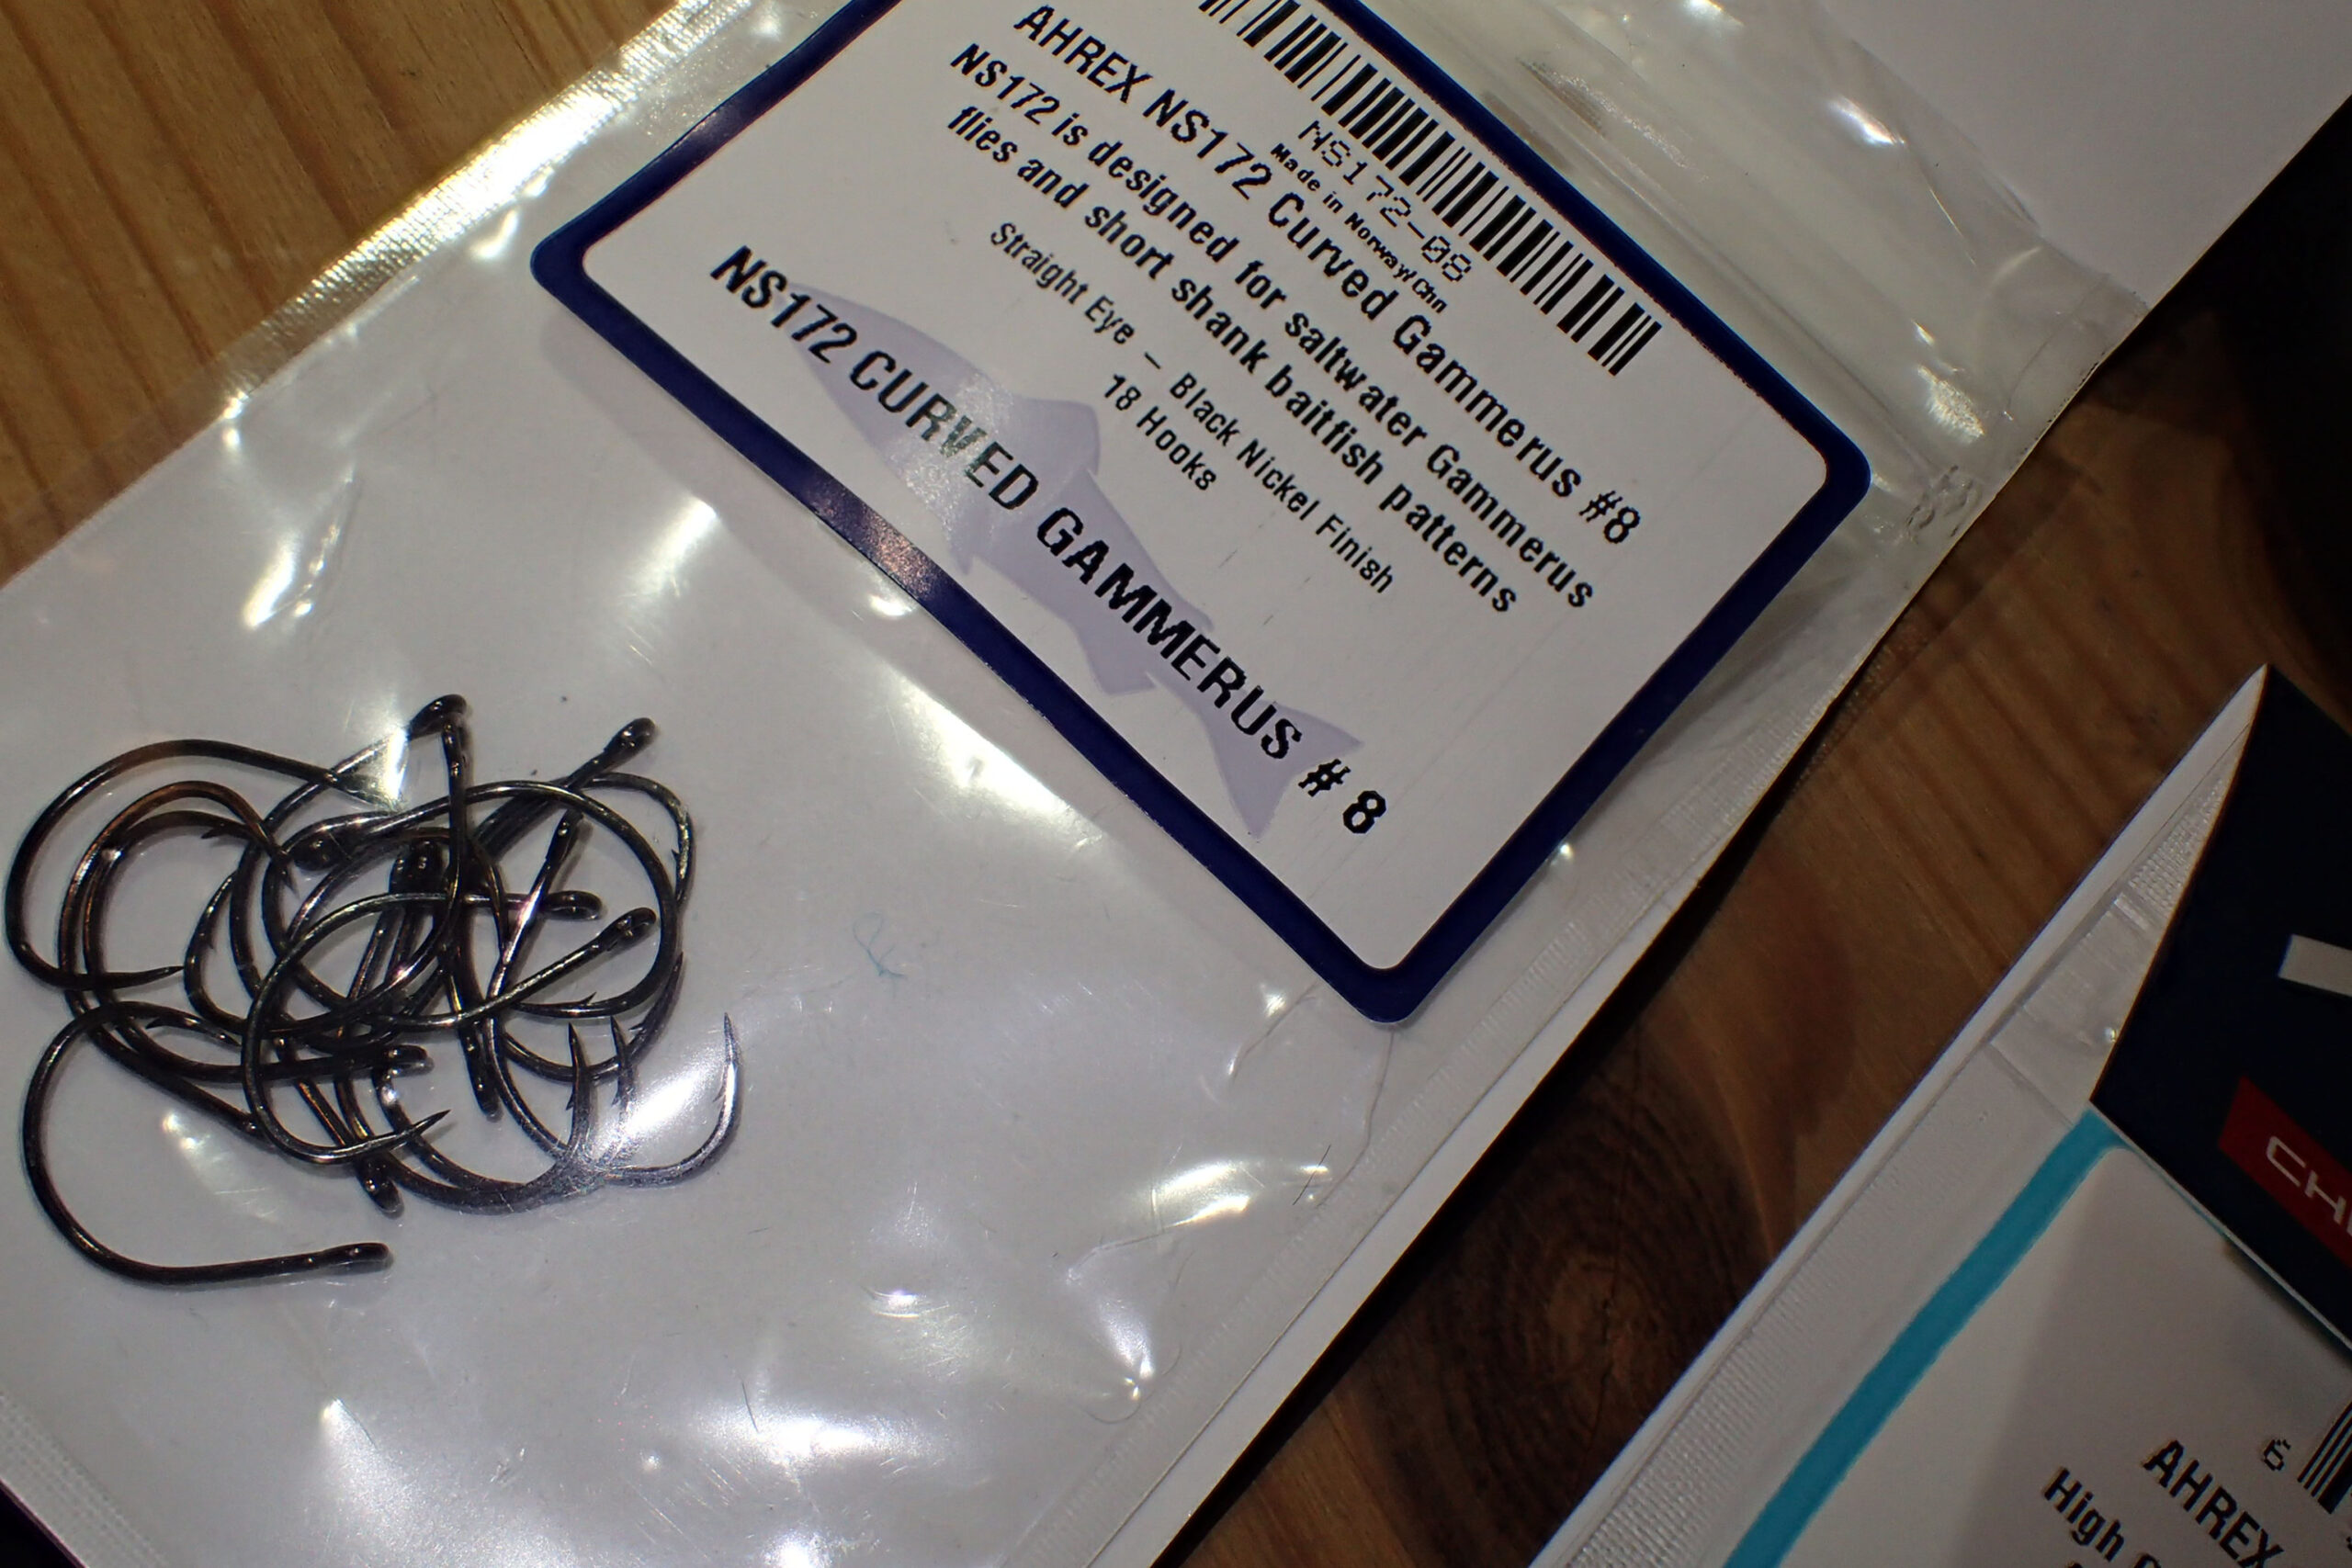 NS172-08
Made in Norway/Chn
AHREX NS172 Curved Gammerus #8
NS172 is designed for saltwater Gammerus
flies and short shank baitfish patterns
Straight Eye – Black Nickel Finish
18 Hooks
NS172 CURVED GAMMERUS # 8
6
AHREX
High